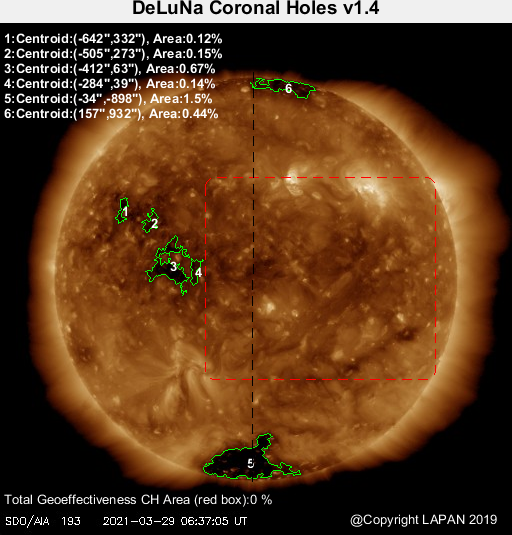 DeLuNa Coronal Holes v1.4
1:Centroid:(-642",332"), Area:0.12%
2:Centroid:(-505",273"), Area:0.15%
3:Centroid:(-412",63"), Area:0.67%
4:Centroid:(-284",39"), Area:0.14%
5:Centroid:(-34",-898"), Area:1.5%
6:Centroid:(157",932"), Area:0.44%
6
1
2
3
4
5
Total Geoeffectiveness CH Area (red box):0 %
SDO/AIA 193 2021-03-29 06:37:05 UT
@Copyright LAPAN 2019